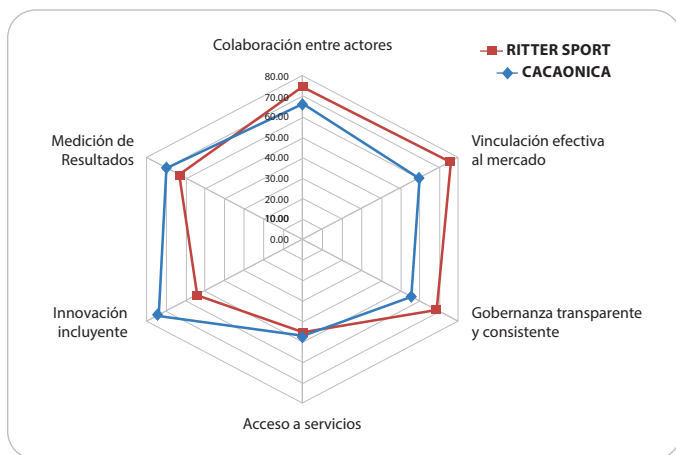 Colaboración entre actores
RITTER SPORT
CACAONICA
80.00
70.00
60.00
50.00
40.00
30.00
20.00
10.00
0.00
Medición de
Resultados
Vinculación efectiva
al mercado
Innovación
incluyente
Gobernanza transparente
y consistente
Acceso a servicios